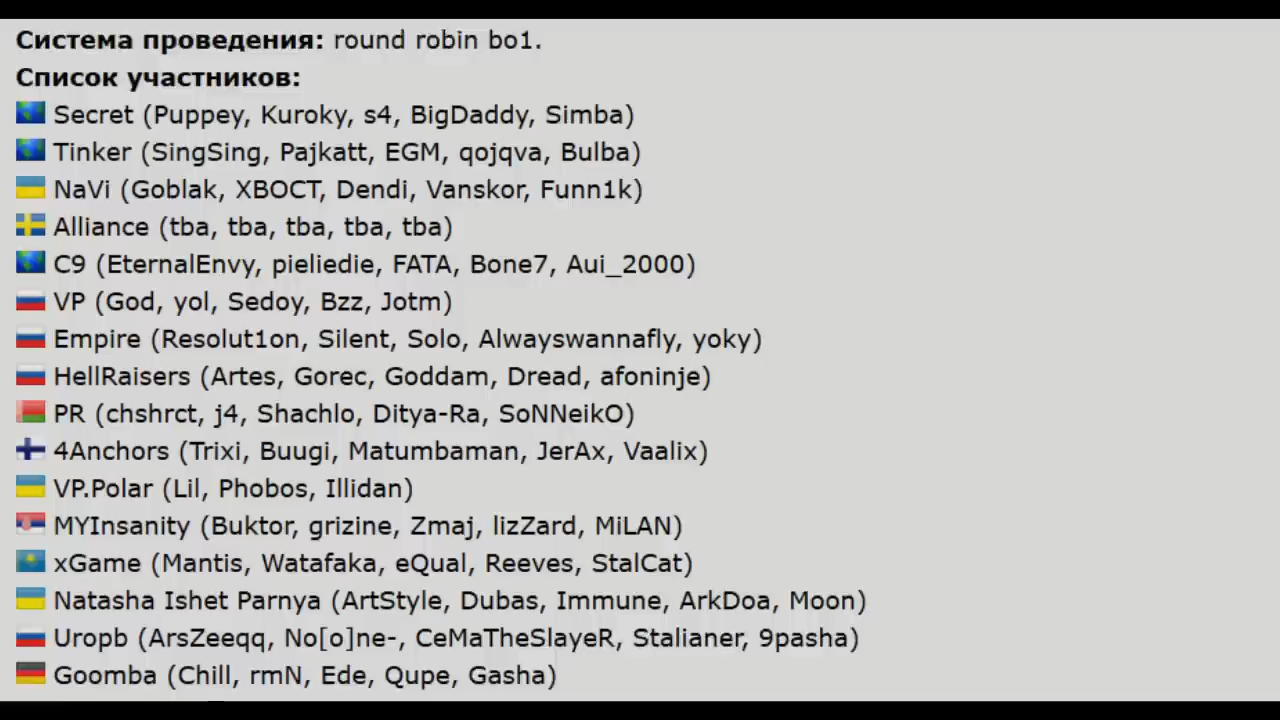 Система проведения: round robin bo1.
Список участников:
Secret (Puppey, Kuroky, s4, BigDaddy, Simba)
Tinker (SingSing, Pajkatt, EGM, qojqva, Bulba)
NaVi (Goblak, XBOCT, Dendi, Vanskor, Funn1k)
Alliance (tba, tba, tba, tba, tba)
C9 (EternalEnvy, pieliedie, FATA, Bone7, Aui_2000)
VP (God, yol, Sedoy, Bzz, Jotm)
Empire (Resolut1on, Silent, Solo, Alwayswannafly, yoky)
HellRaisers (Artes, Gorec, Goddam, Dread, afoninje)
PR (chshrct, j4, Shachlo, Ditya-Ra, SoNNeikO)
4Anchors (Trixi, Buugi, Matumbaman, JerAx, Vaalix)
VP.Polar (Lil, Phobos, Illidan)
MYInsanity (Buktor, grizine, Zmaj, lizZard, MiLAN)
xGame (Mantis, Watafaka, eQual, Reeves, StalCat)
Natasha Ishet Parnya (ArtStyle, Dubas, Immune, ArkDoa, Moon)
Uropb (ArsZeeqq, No[o]ne-, CeMaTheSlayeR, Stalianer, 9pasha)
Goomba (Chill, rmN, Ede, Qupe, Gasha)